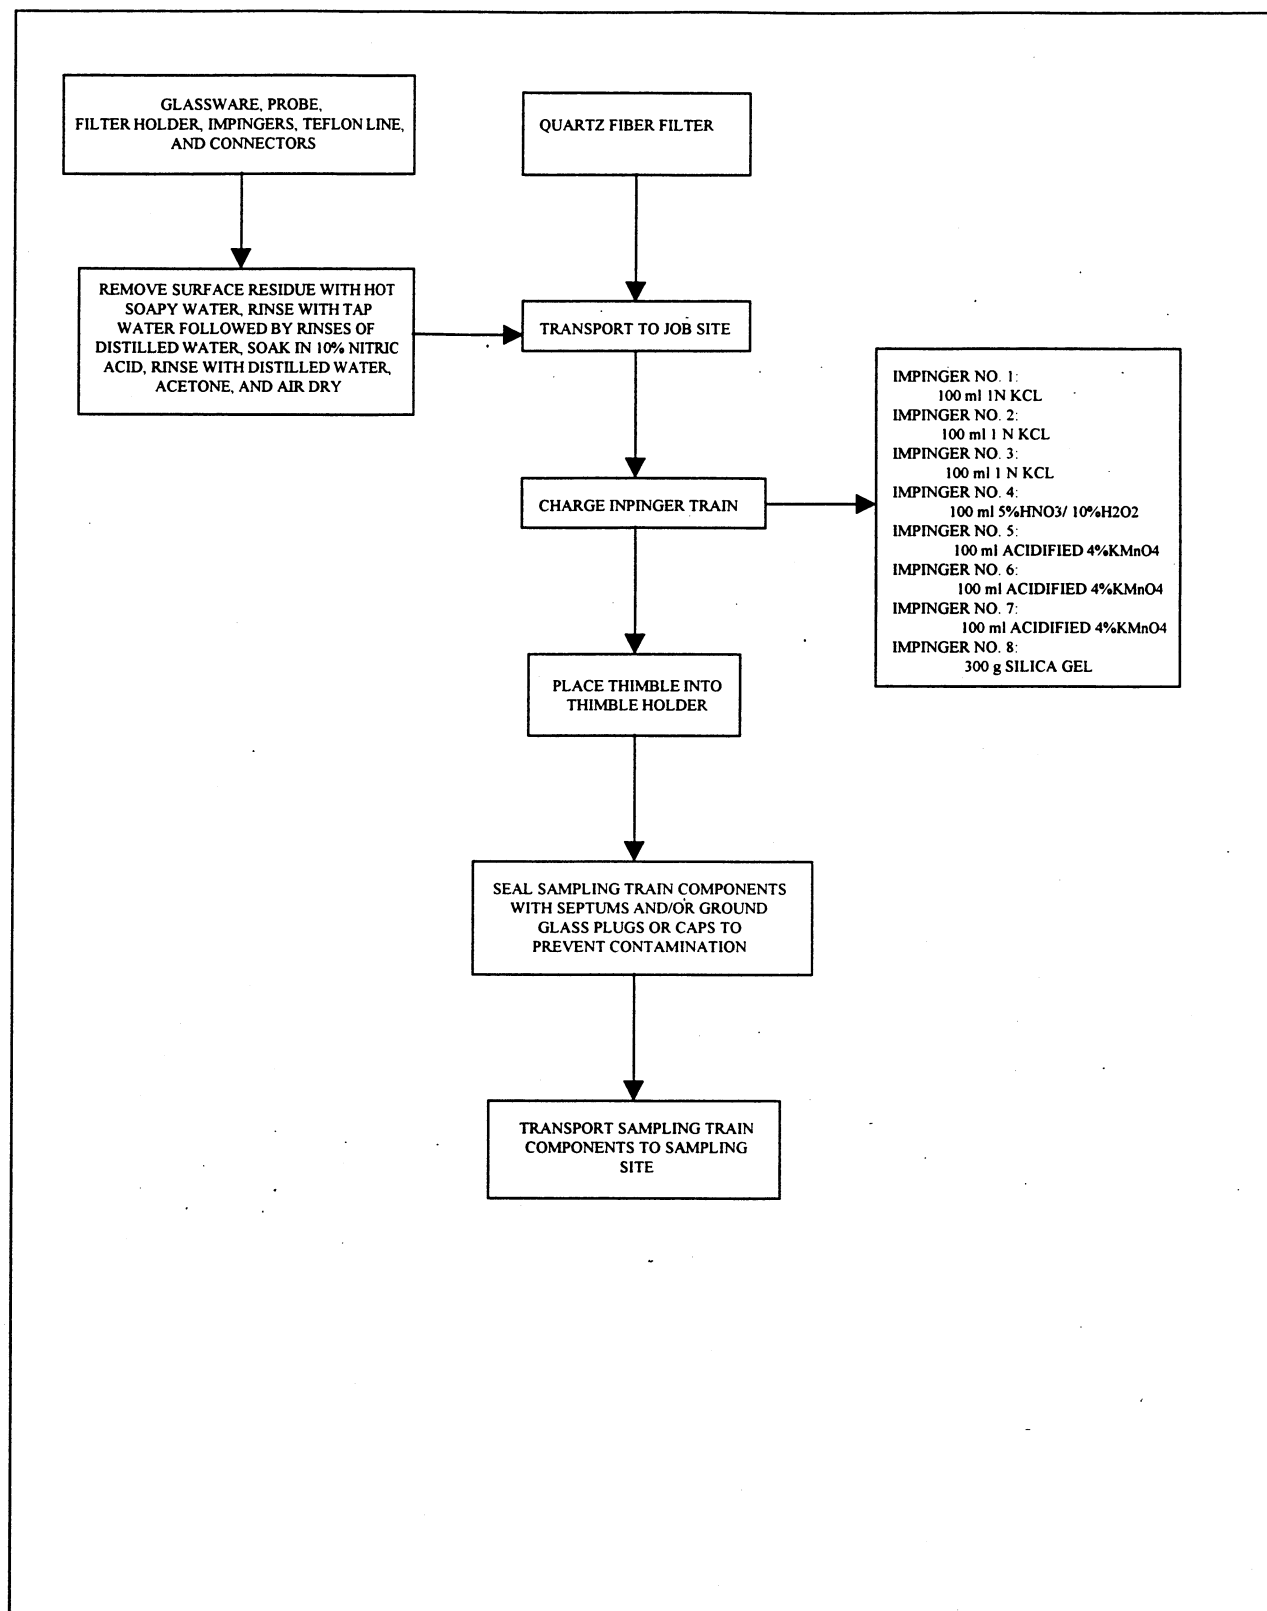 GLASSWARE, PROBE,
FILTER HOLDER, IMPINGERS, TEFLON LINE,
AND CONNECTORS
QUARTZ FIBER FILTER
REMOVE SURFACE RESIDUE WITH HOT
SOAPY WATER, RINSE WITH TAP
WATER FOLLOWED BY RINSES OF
DISTILLED WATER, SOAK IN 10% NITRIC
ACID, RINSE WITH DISTILLED WATER,
ACETONE, AND AIR DRY
TRANSPORT TO JOB SITE
CHARGE INPINGER TRAIN
IMPINGER NO. 1:
100 ml 1N KCL
IMPINGER NO. 2:
100 ml 1 N KCL
IMPINGER NO. 3:
100 ml 1 N KCL
IMPINGER NO. 4:
100 ml 5%HNO3/ 10%H2O2
IMPINGER NO. 5:
100 ml ACIDIFIED 4%KMnO4
IMPINGER NO. 6:
100 ml ACIDIFIED 4%KMnO4
IMPINGER NO. 7:
100 ml ACIDIFIED 4%KMnO4
IMPINGER NO. 8:
300 g SILICA GEL
PLACE THIMBLE INTO
THIMBLE HOLDER
SEAL SAMPLING TRAIN COMPONENTS
WITH SEPTUMS AND/OR GROUND
GLASS PLUGS OR CAPS TO
PREVENT CONTAMINATION
TRANSPORT SAMPLING TRAIN
COMPONENTS TO SAMPLING
SITE